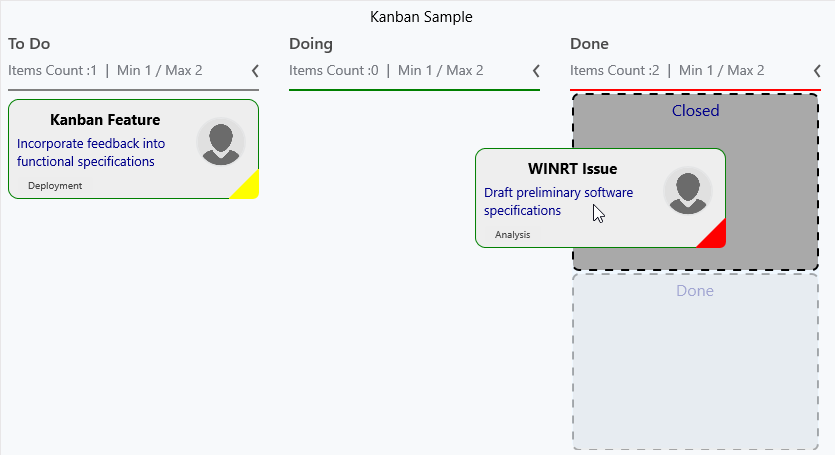 Kanban Sample
To Do
Items Count :1 | Min 1 / Max 2
Kanban Feature
Incorporate feedback into
functional specifications
Deployment
Doing
Items Count :0 | Min 1 / Max 2
Done
Items Count :2 | Min 1 / Max 2
Closed
WINRT Issue
Draft preliminary software
specifications
Analysis
Done